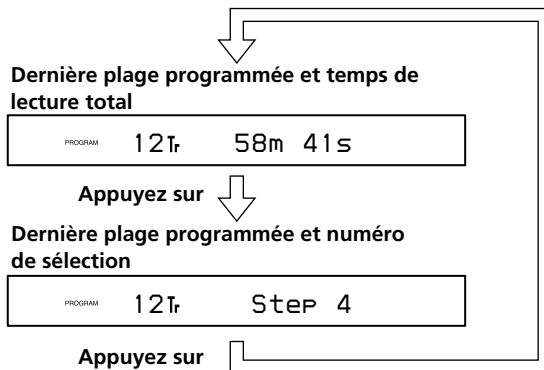 Dernière plage programmée et temps de
lecture total
PROGRAM 12Tr 58m 41s
Appuyez sur
Dernière plage programmée et numéro
de sélection
PROGRAM 12Tr Step 4
Appuyez sur